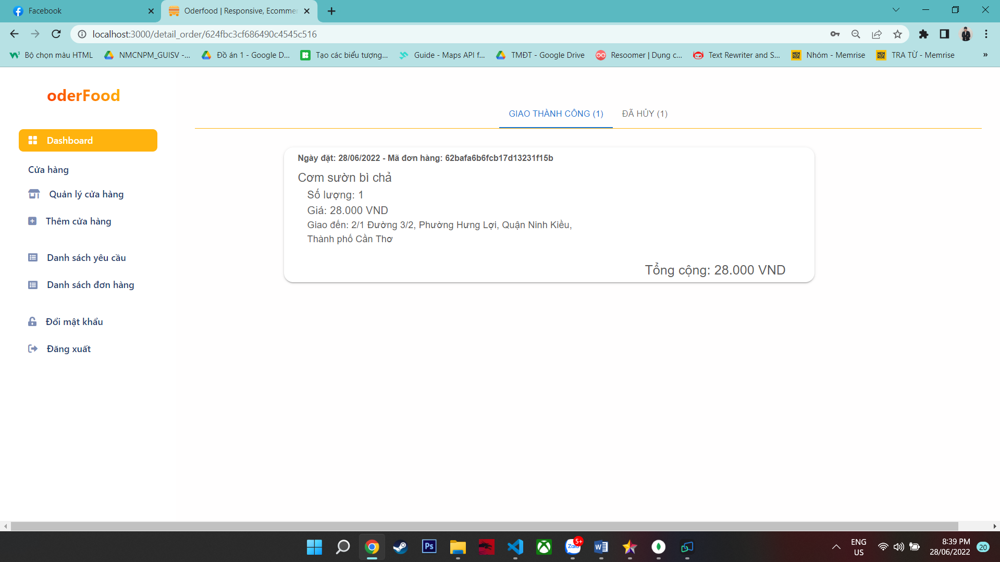 Facebook
Oderfood | Responsive, Ecomme
localhost:3000/detail_order/624fbc3cf686490c4545c516
Bộ chọn màu HTML
NMCNPM_GUISV -...
Đồ án 1 - Google D...
Tạo các biểu tượng...
Guide - Maps API f...
TMĐT - Google Drive
Resoomer | Dụng c...
Text Rewriter and S...
Nhóm - Memrise
TRA TỪ - Memrise
»
oderFood
Dashboard
Cửa hàng
Quản lý cửa hàng
Thêm cửa hàng
Danh sách yêu cầu
Danh sách đơn hàng
Đổi mật khẩu
Đăng xuất
GIAO THÀNH CÔNG (1)
ĐÃ HỦY (1)
Ngày đặt: 28/06/2022 - Mã đơn hàng: 62bafa6b6fcb17d13231f15b
Cơm sườn bì chả
Số lượng: 1
Giá: 28.000 VND
Giao đến: 2/1 Đường 3/2, Phường Hưng Lợi, Quận Ninh Kiều,
Thành phố Cần Thơ
Tổng cộng: 28.000 VND
Ps
Zalo
5+
W
ENG
US
8:39 PM
28/06/2022
20